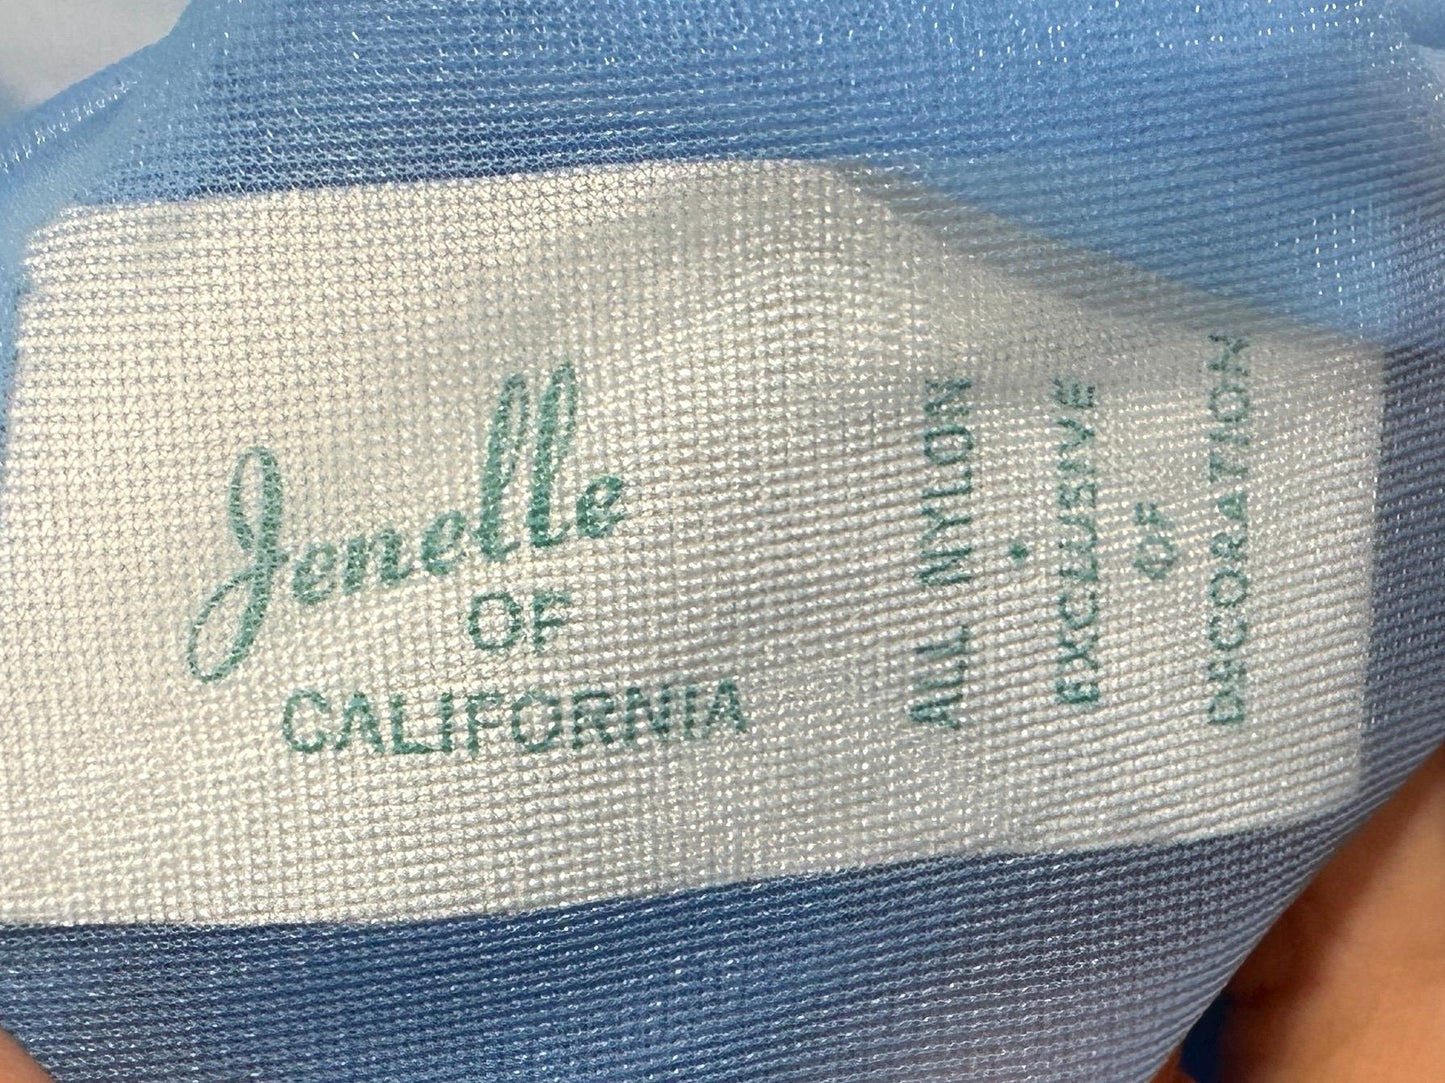 Jenelle
OF
CALIFORNIA
ALL NYLON
•
EXCLUSIVE
OF
DECORATION